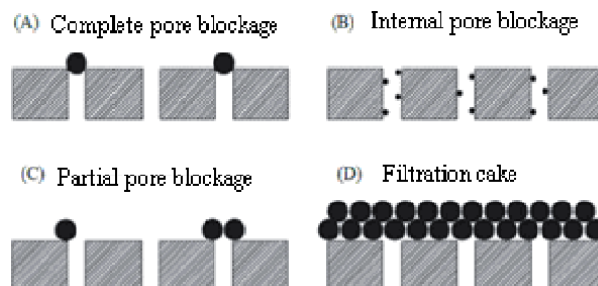 (A) Complete pore blockage
(B) Internal pore blockage
(C) Partial pore blockage
(D) Filtration cake